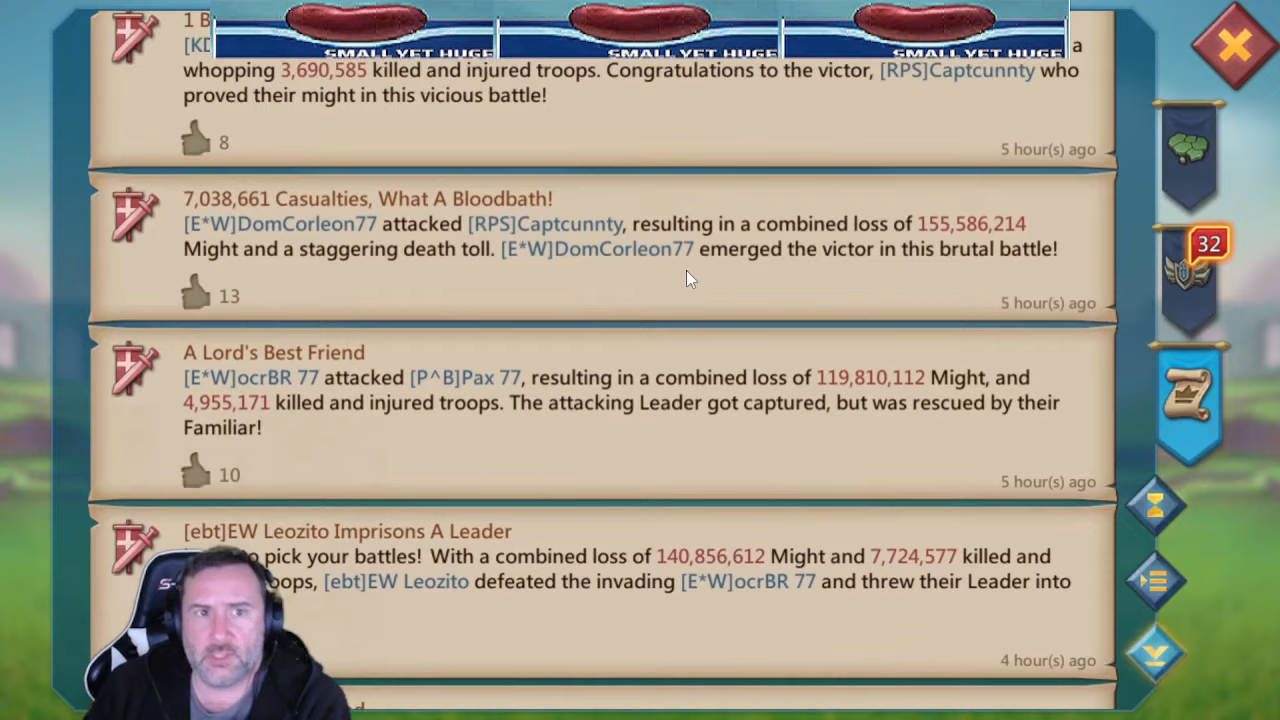 SMALL YET HUGE SMALL YET HUGE SMALL YET HUGE
1 B
[KD a
whopping 3,690,585 killed and injured troops. Congratulations to the victor, [RPS]Captcunnty who
proved their might in this vicious battle!
8
5 hour(s) ago
7,038,661 Casualties, What A Bloodbath!
[E*W]DomCorleon77 attacked [RPS]Captcunnty, resulting in a combined loss of 155,586,214
Might and a staggering death toll. [E*W]DomCorleon77 emerged the victor in this brutal battle!
32
13
5 hour(s) ago
A Lord's Best Friend
[E*W]ocrBR 77 attacked [P^B]Pax 77, resulting in a combined loss of 119,810,112 Might, and
4,955,171 killed and injured troops. The attacking Leader got captured, but was rescued by their
Familiar!
10
5 hour(s) ago
[ebt]EW Leozito Imprisons A Leader
o pick your battles! With a combined loss of 140,856,612 Might and 7,724,577 killed and
oops, [ebt]EW Leozito defeated the invading [E*W]ocrBR 77 and threw their Leader into
4 hour(s) ago